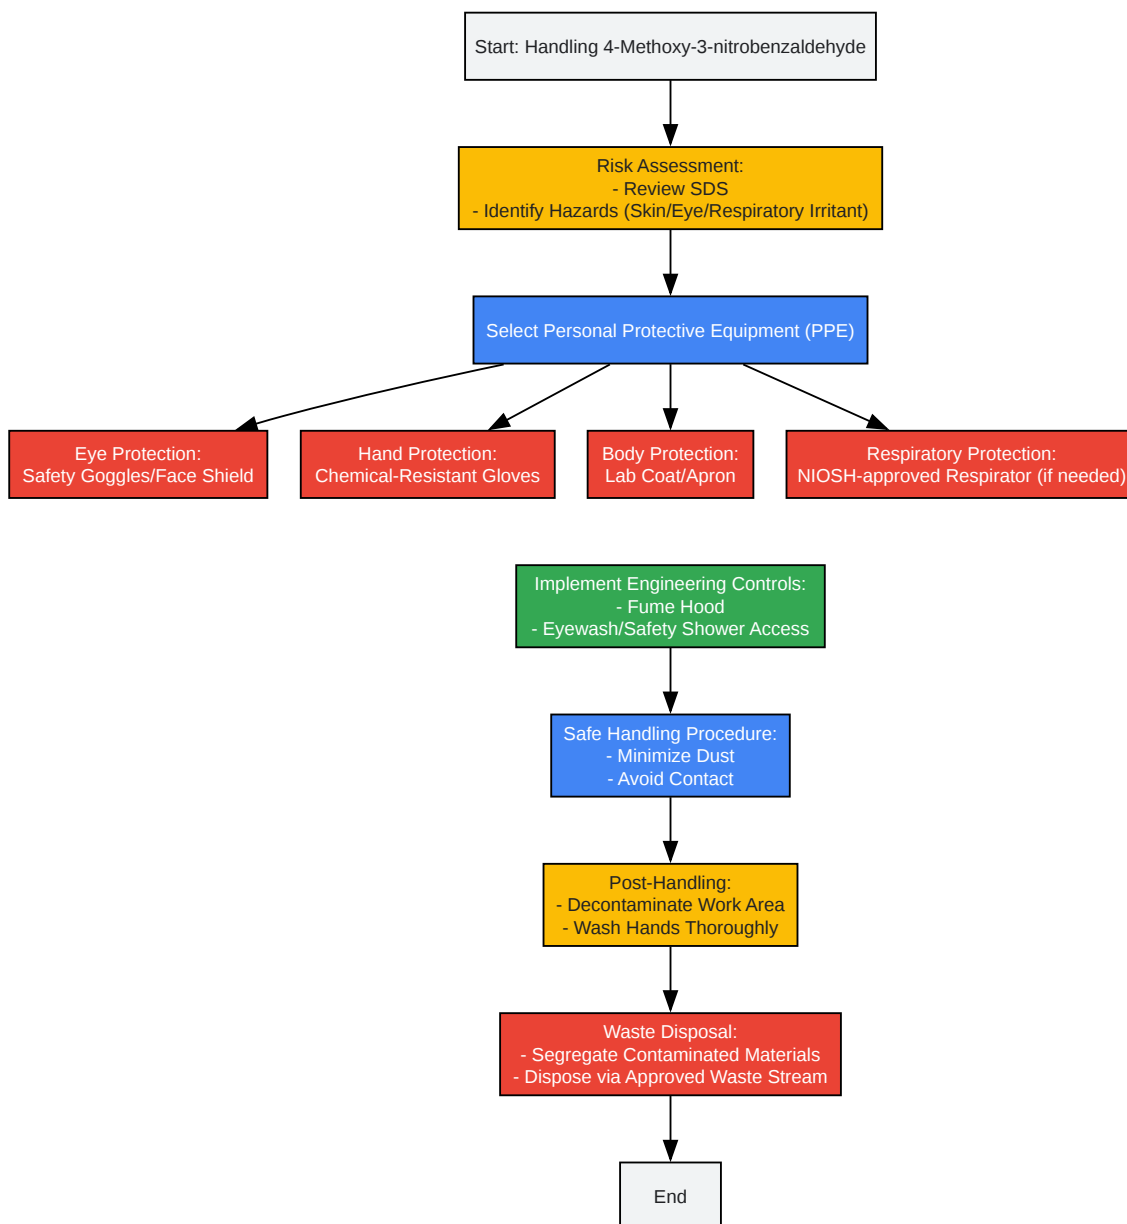 Start: Handling 4-Methoxy-3-nitrobenzaldehyde
Risk Assessment:
- Review SDS
- Identify Hazards (Skin/Eye/Respiratory Irritant)
Select Personal Protective Equipment (PPE)
Eye Protection:
Safety Goggles/Face Shield
Hand Protection:
Chemical-Resistant Gloves
Body Protection:
Lab Coat/Apron
Respiratory Protection:
NIOSH-approved Respirator (if needed)
Implement Engineering Controls:
- Fume Hood
- Eyewash/Safety Shower Access
Safe Handling Procedure:
- Minimize Dust
- Avoid Contact
Post-Handling:
- Decontaminate Work Area
- Wash Hands Thoroughly
Waste Disposal:
- Segregate Contaminated Materials
- Dispose via Approved Waste Stream
End